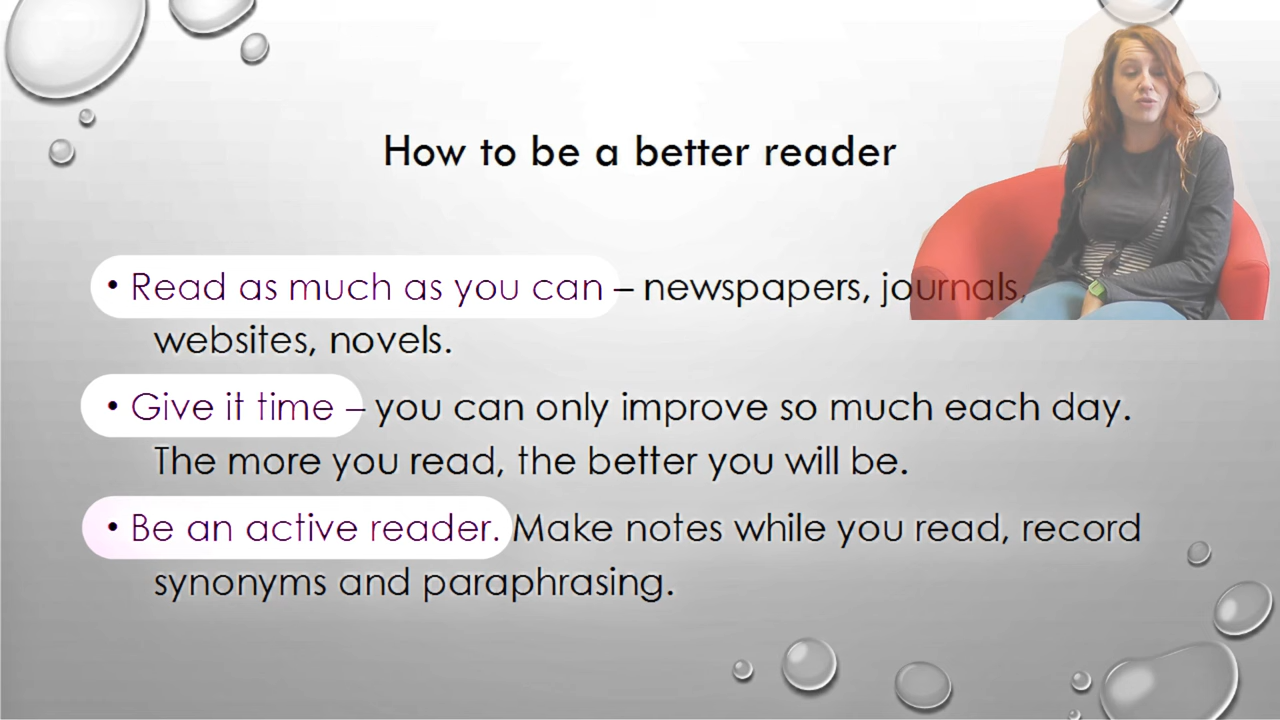 How to be a better reader
• Read as much as you can – newspapers, journals,
websites, novels.
• Give it time – you can only improve so much each day.
The more you read, the better you will be.
• Be an active reader. Make notes while you read, record
synonyms and paraphrasing.